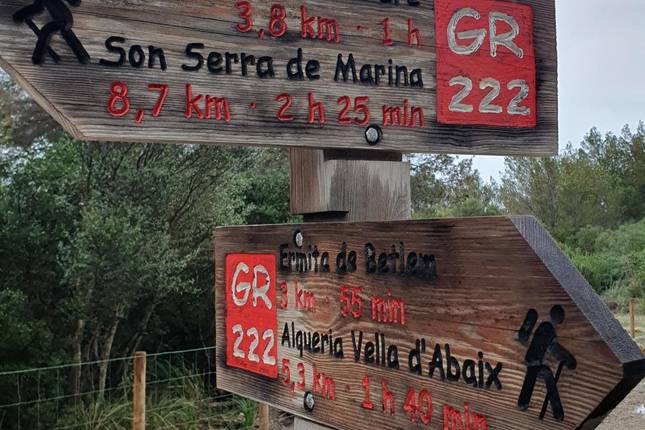 3,8 km · 1 h
Son Serra de Marina
8,7 km · 2 h 25 min
GR
222
Ermita de Betlem
3 km · 55 min
Alqueria Vella d'Abaix
5,3 km · 1 h 40 min
GR
222